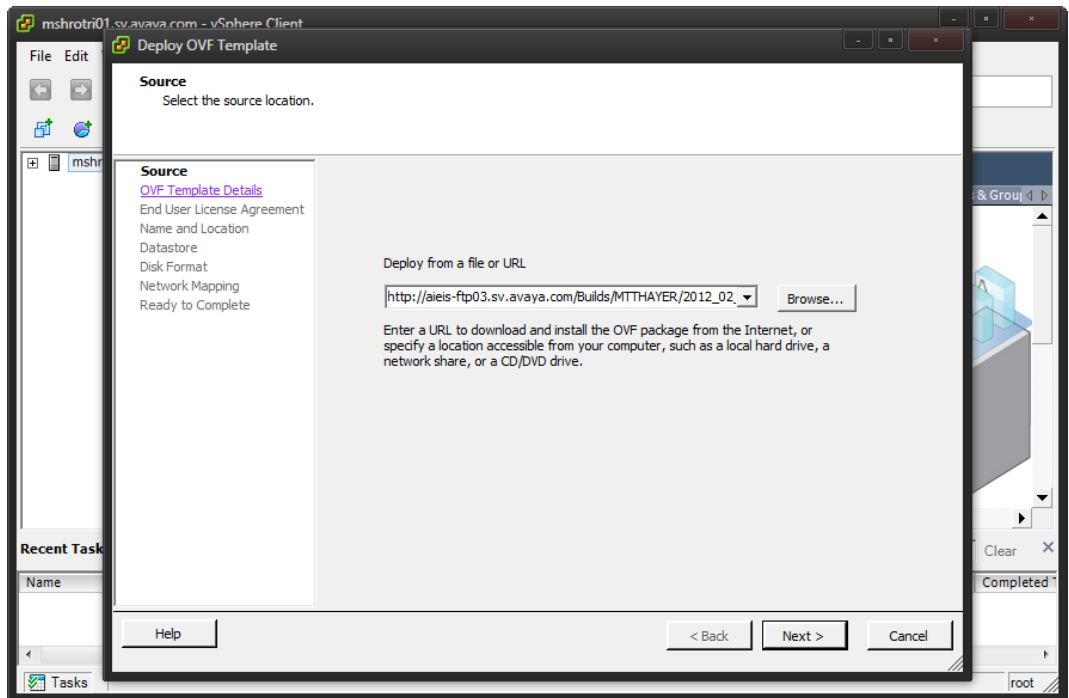 mshrotri01.sv.avaya.com - vSphere Client
Deploy OVF Template
File Edit
Source
Select the source location.
mshr
Source
OVF Template Details
End User License Agreement
Name and Location
Datastore
Disk Format
Network Mapping
Ready to Complete
& Grou
Deploy from a file or URL
http://aieis-ftp03.sv.avaya.com/Builds/MTTHAYER/2012_02_
Browse...
Enter a URL to download and install the OVF package from the Internet, or
specify a location accessible from your computer, such as a local hard drive, a
network share, or a CD/DVD drive.
Recent Task
Clear
Name
Completed
Help
< Back
Next >
Cancel
Tasks
root